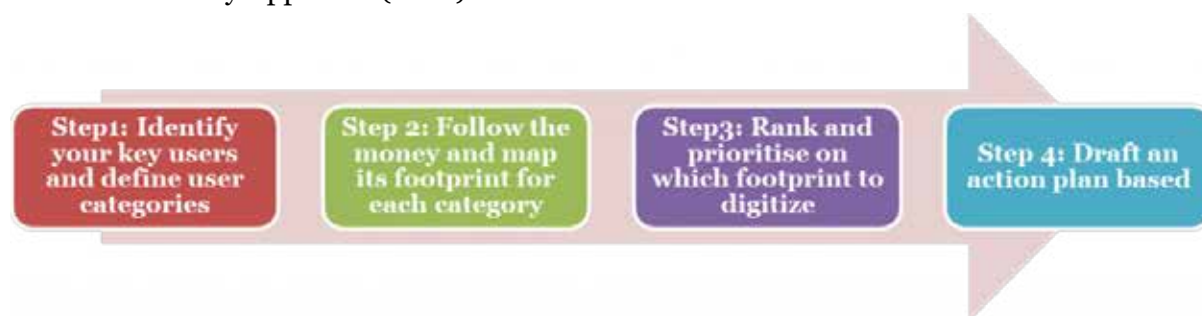 Step1: Identify
your key users
and define user
categories
Step 2: Follow the
money and map
its footprint for
each category
Step3: Rank and
prioritise on
which footprint to
digitize
Step 4: Draft an
action plan based